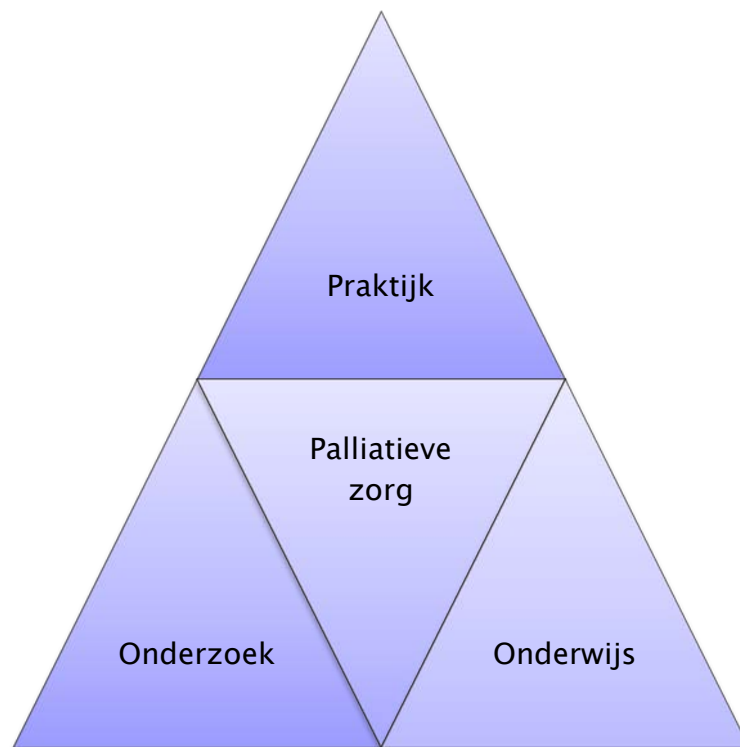 Praktijk
Palliatieve
zorg
Onderzoek
Onderwijs